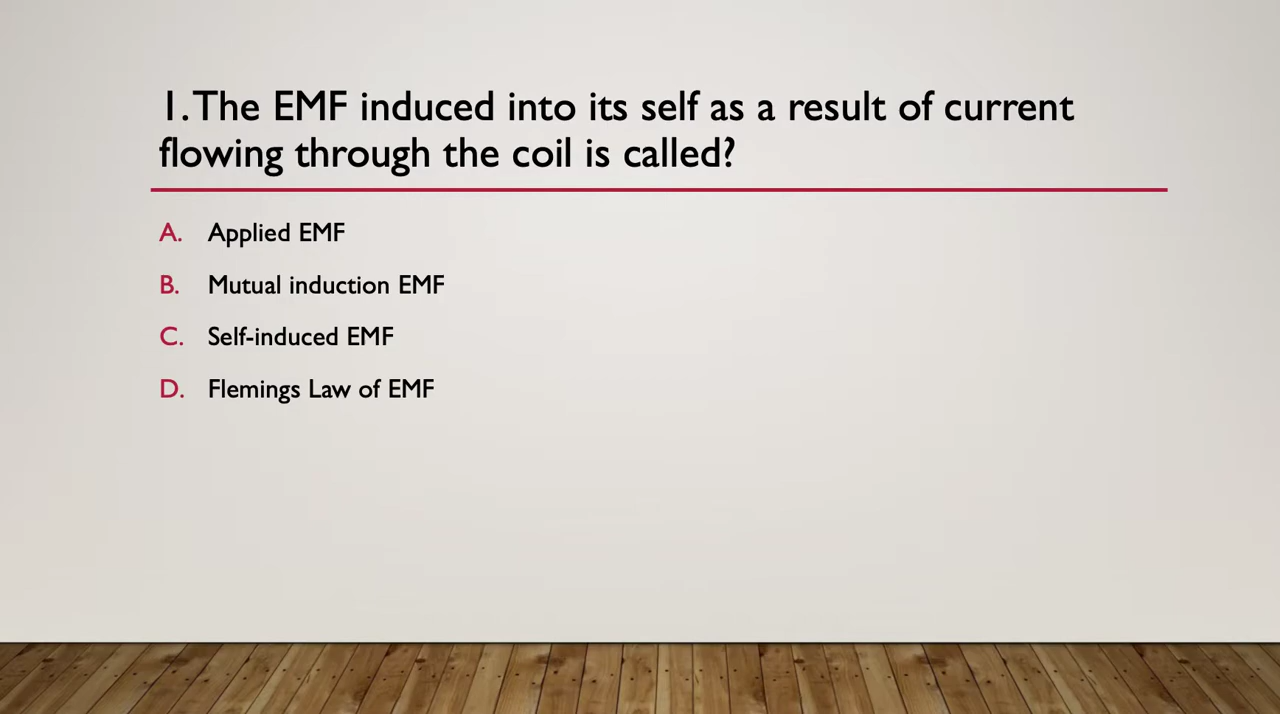 1. The EMF induced into its self as a result of current
flowing through the coil is called?
A. Applied EMF
B. Mutual induction EMF
C. Self-induced EMF
D. Flemings Law of EMF